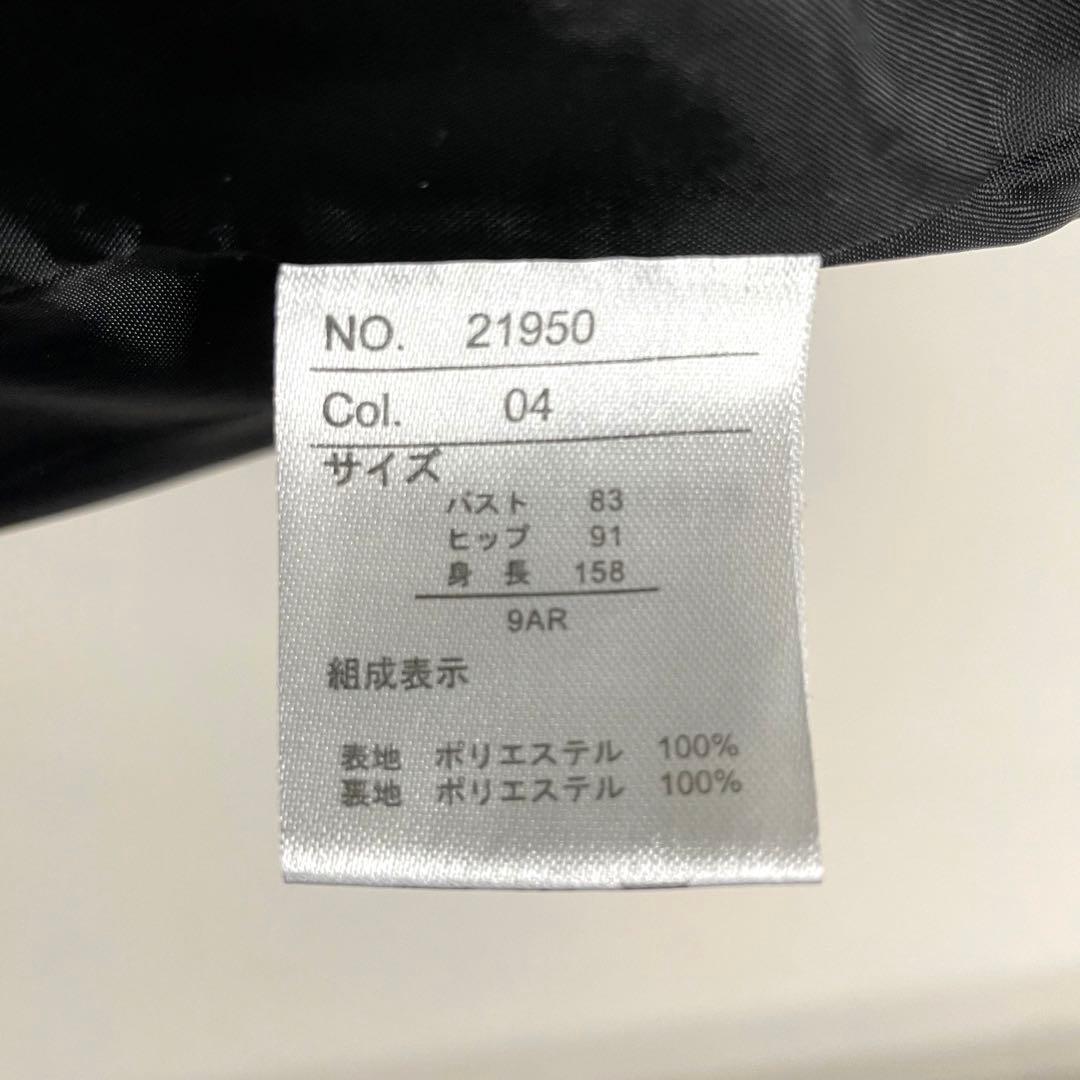 NO. 21950
Col. 04
サイズ
バスト 83
ヒップ 91
身長 158
9AR
組成表示
表地 ポリエステル 100%
裏地 ポリエステル 100%